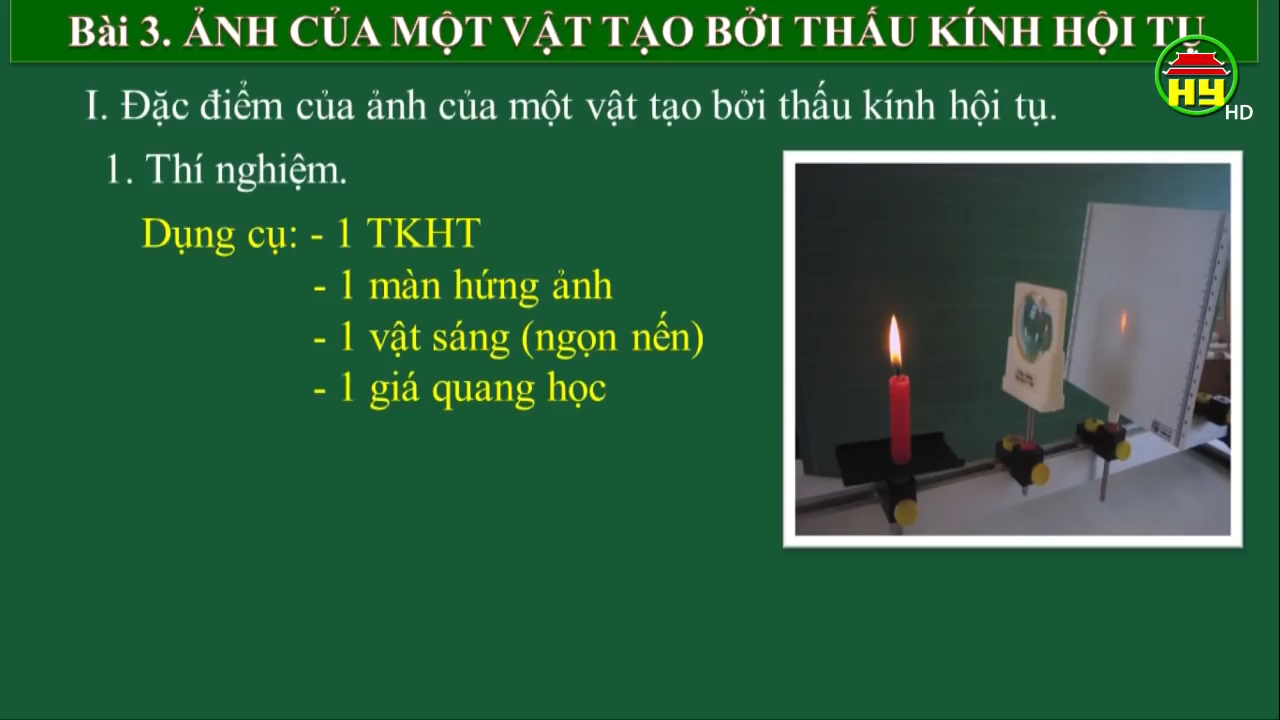 Bài 3. ẢNH CỦA MỘT VẬT TẠO BỞI THẤU KÍNH HỘI TỤ
HY HD
I. Đặc điểm của ảnh của một vật tạo bởi thấu kính hội tụ.
1. Thí nghiệm.
Dụng cụ: - 1 TKHT
- 1 màn hứng ảnh
- 1 vật sáng (ngọn nến)
- 1 giá quang học